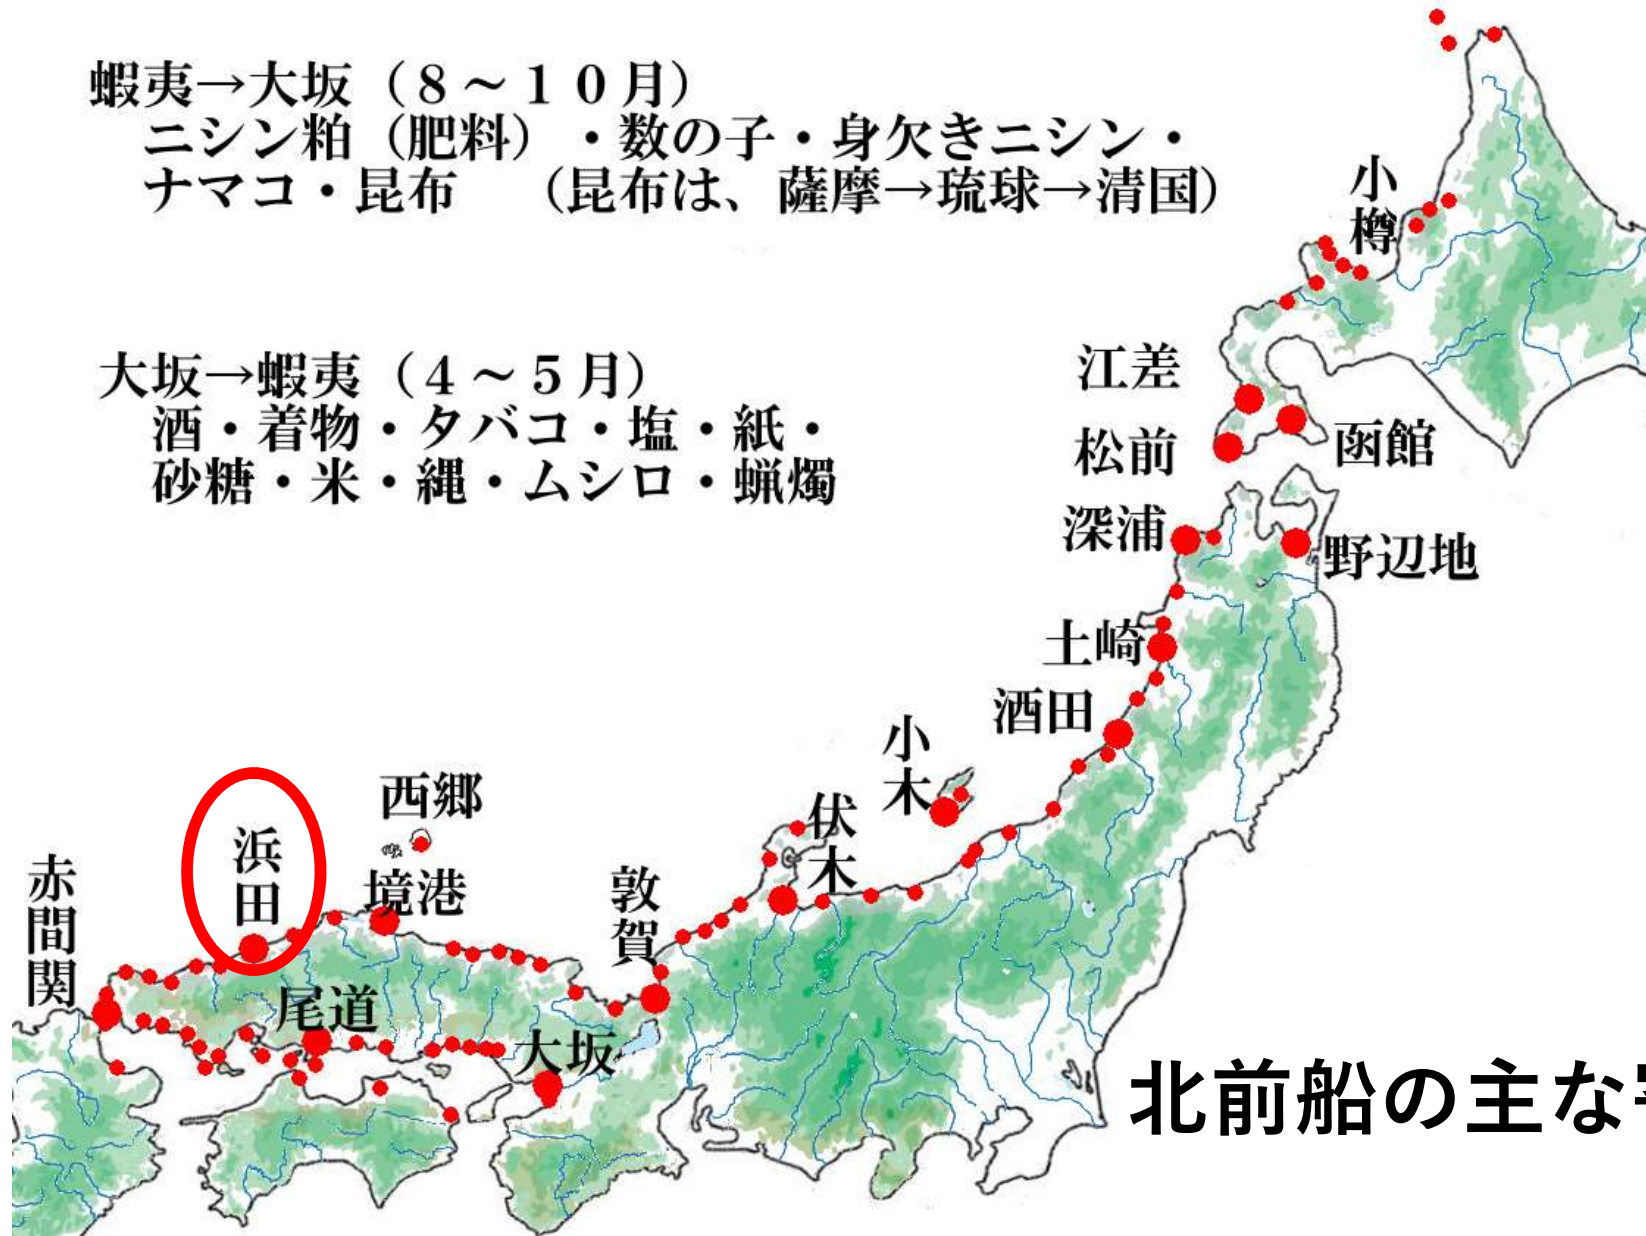 蝦夷→大坂（８～１０月）
ニシン粕（肥料）・数の子・身欠きニシン・
ナマコ・昆布　（昆布は、薩摩→琉球→清国）
大坂→蝦夷（４～５月）
酒・着物・タバコ・塩・紙・
砂糖・米・縄・ムシロ・蝋燭
小樽
江差
松前
函館
深浦
野辺地
土崎
酒田
小木
伏木
西郷
浜田
境港
敦賀
赤間関
尾道
大坂
北前船の主な